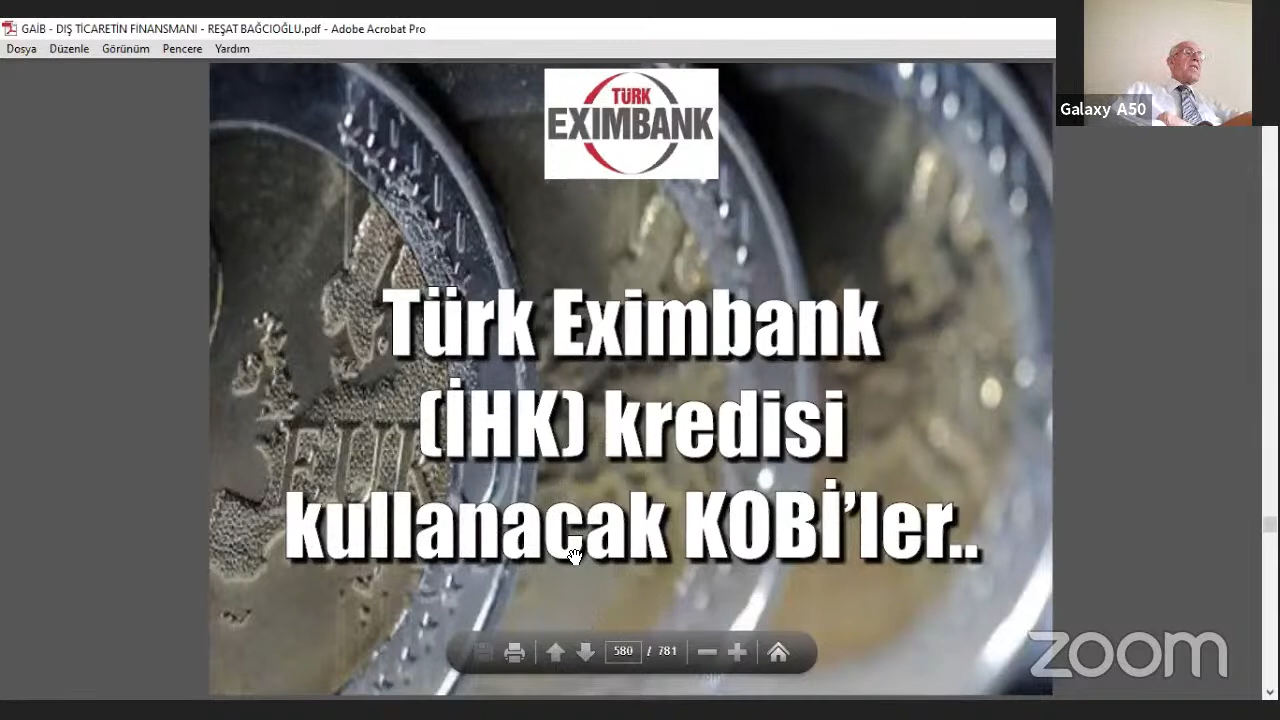 GAİB - DIŞ TİCARETİN FİNANSMANI - REŞAT BAĞCIOĞLU.pdf - Adobe Acrobat Pro
Dosya Düzenle Görünüm Pencere Yardım
Galaxy A50
TÜRK
EXIMBANK
Türk Eximbank
(İHK) kredisi
kullanacak KOBİ’ler..
580 / 781
zoom